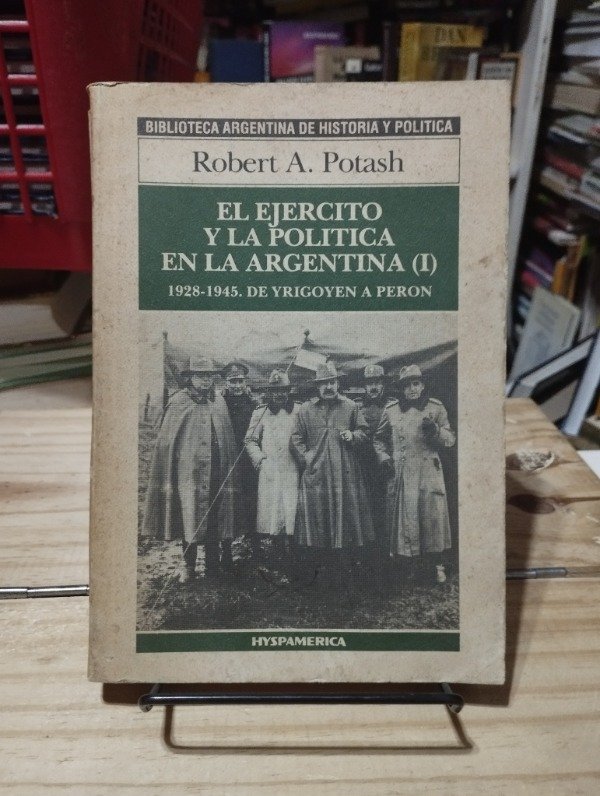 BIBLIOTECA ARGENTINA DE HISTORIA Y POLITICA
Robert A. Potash
EL EJERCITO
Y LA POLITICA
EN LA ARGENTINA (I)
1928-1945. DE YRIGOYEN A PERON
HYSPAMERICA
DAN